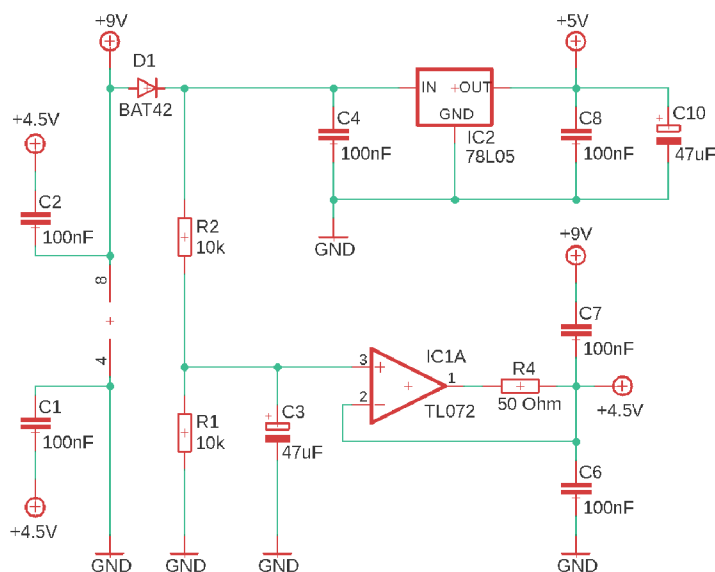 +9V
+5V
D1
BAT42
+4.5V
IN
OUT
GND
IC2
78L05
C4
100nF
C8
100nF
C10
47uF
C2
100nF
R2
10k
GND
+9V
8
4
C7
100nF
3
2
1
IC1A
TL072
R4
50 Ohm
+4.5V
C1
100nF
R1
10k
C3
47uF
C6
100nF
+4.5V
GND
GND
GND
GND